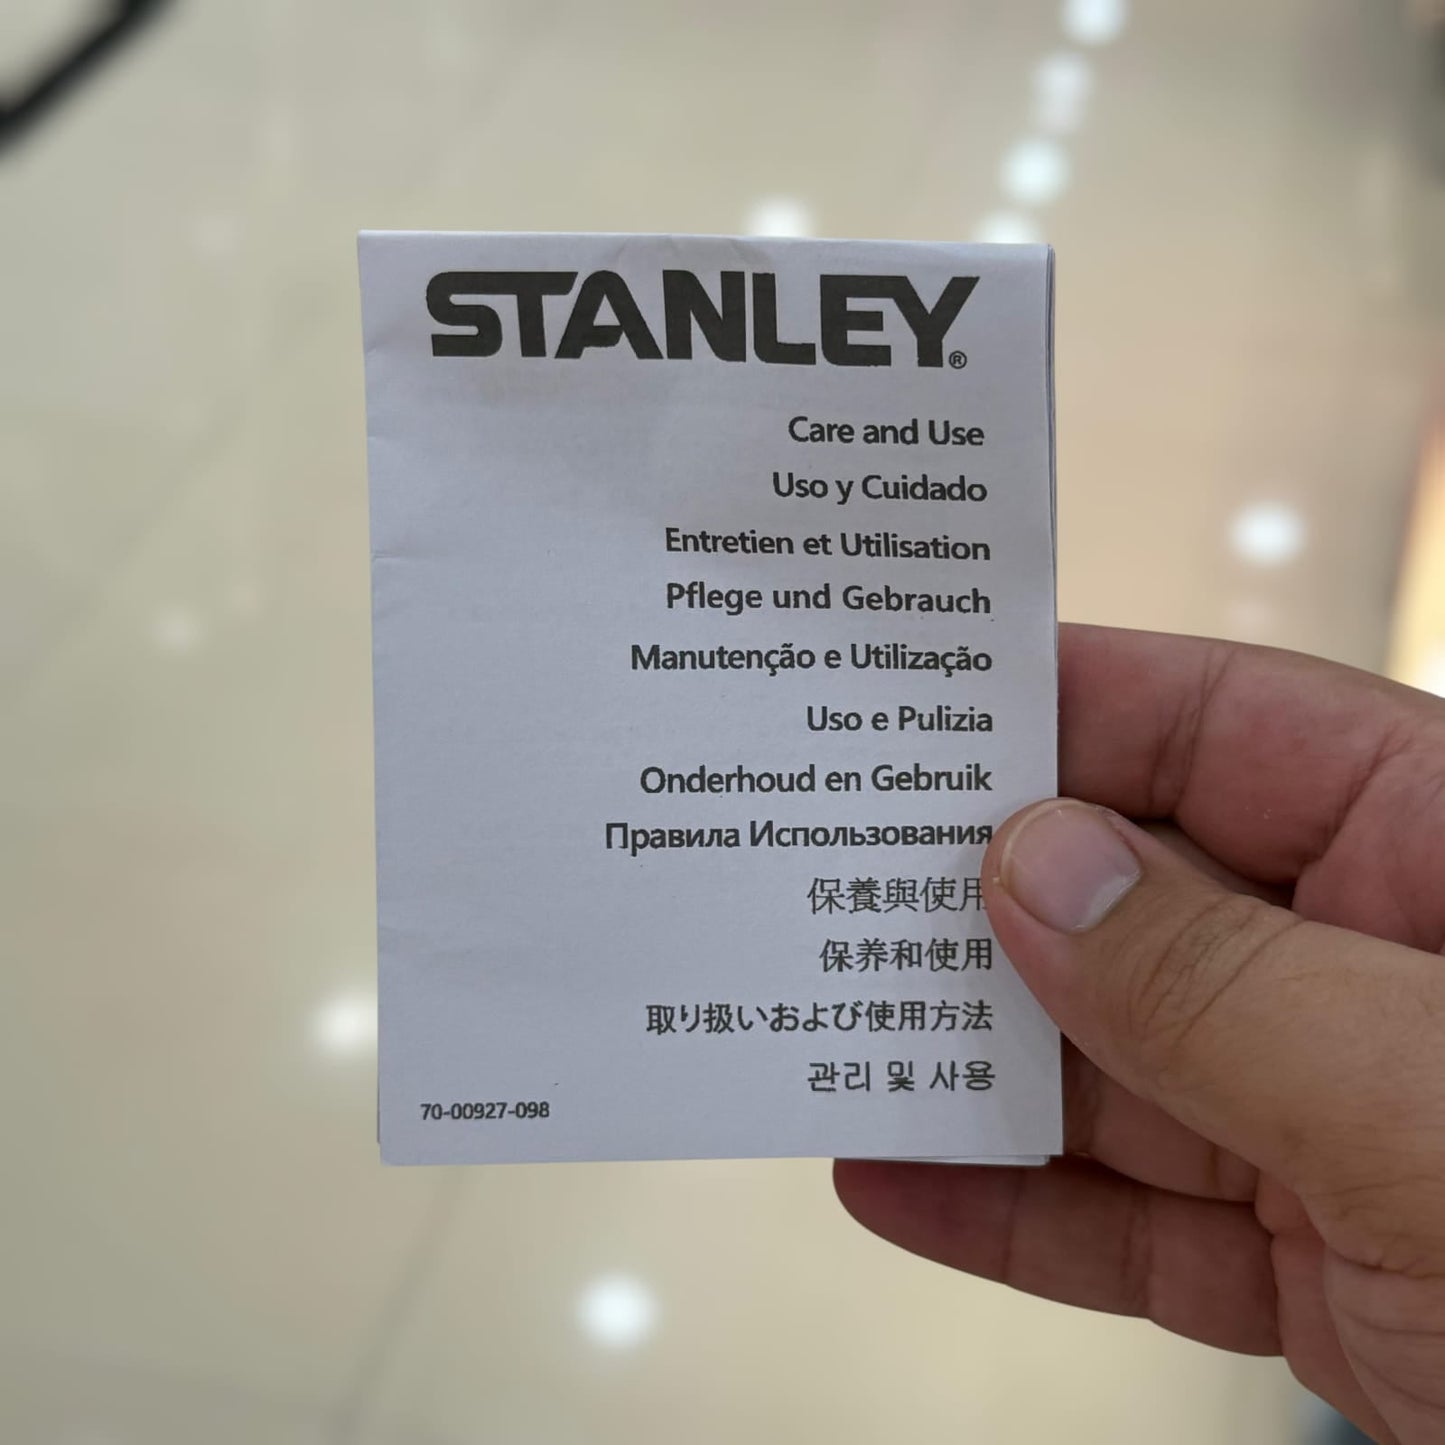 STANLEY®
Care and Use
Uso y Cuidado
Entretien et Utilisation
Pflege und Gebrauch
Manutenção e Utilização
Uso e Pulizia
Onderhoud en Gebruik
Правила Использования
保養與使用
保养和使用
取り扱いおよび使用方法
관리 및 사용
70-00927-098